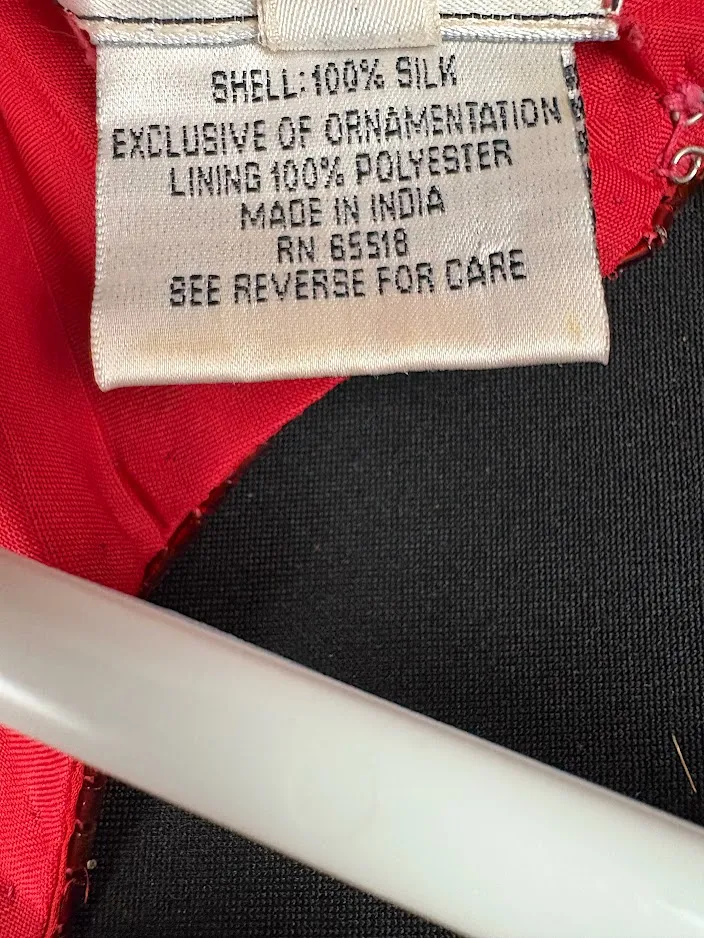 SHELL: 100% SILK
EXCLUSIVE OF ORNAMENTATION
LINING 100% POLYESTER
MADE IN INDIA
RN 65518
SEE REVERSE FOR CARE